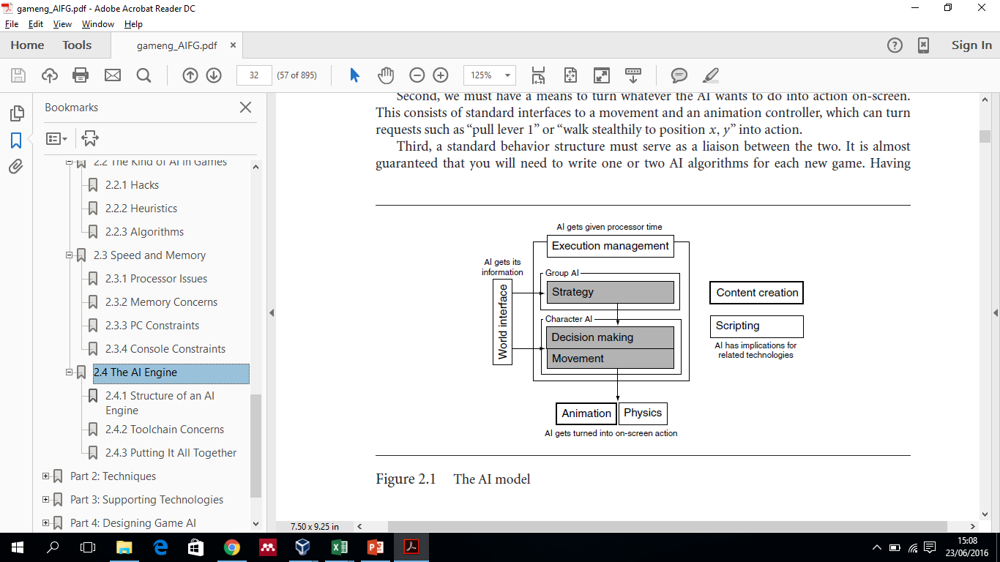 gameng_AIFG.pdf - Adobe Acrobat Reader DC
File Edit View Window Help
Home Tools gameng_AIFG.pdf × Sign In
32 (57 of 895) 125%
Bookmarks
2.2 The Kind of AI in Games
2.2.1 Hacks
2.2.2 Heuristics
2.2.3 Algorithms
2.3 Speed and Memory
2.3.1 Processor Issues
2.3.2 Memory Concerns
2.3.3 PC Constraints
2.3.4 Console Constraints
2.4 The AI Engine
2.4.1 Structure of an AI
Engine
2.4.2 Toolchain Concerns
2.4.3 Putting It All Together
Part 2: Techniques
Part 3: Supporting Technologies
Part 4: Designing Game AI
Second, we must have a means to turn whatever the AI wants to do into action on-screen.
This consists of standard interfaces to a movement and an animation controller, which can turn
requests such as “pull lever 1” or “walk stealthily to position x, y” into action.
Third, a standard behavior structure must serve as a liaison between the two. It is almost
guaranteed that you will need to write one or two AI algorithms for each new game. Having
AI gets given processor time
Execution management
AI gets its
information
World interface
Group AI
Strategy
Character AI
Decision making
Movement
Content creation
Scripting
AI has implications for
related technologies
Animation
Physics
AI gets turned into on-screen action
Figure 2.1 The AI model
7.50 x 9.25 in
15:08
23/06/2016